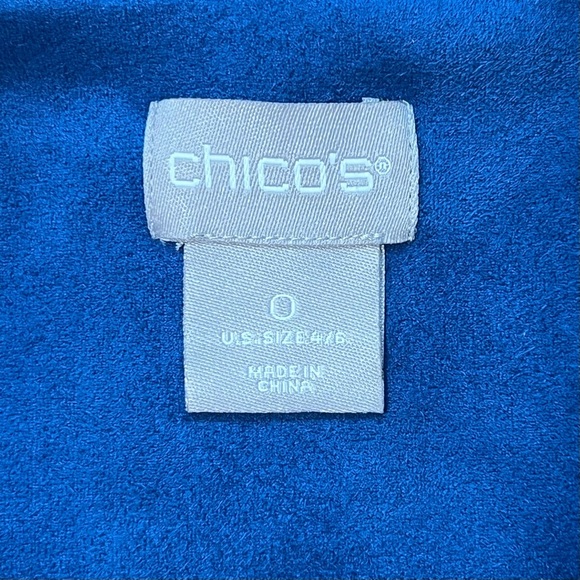 chico's®
0
U.S. SIZE 4/6
MADE IN
CHINA